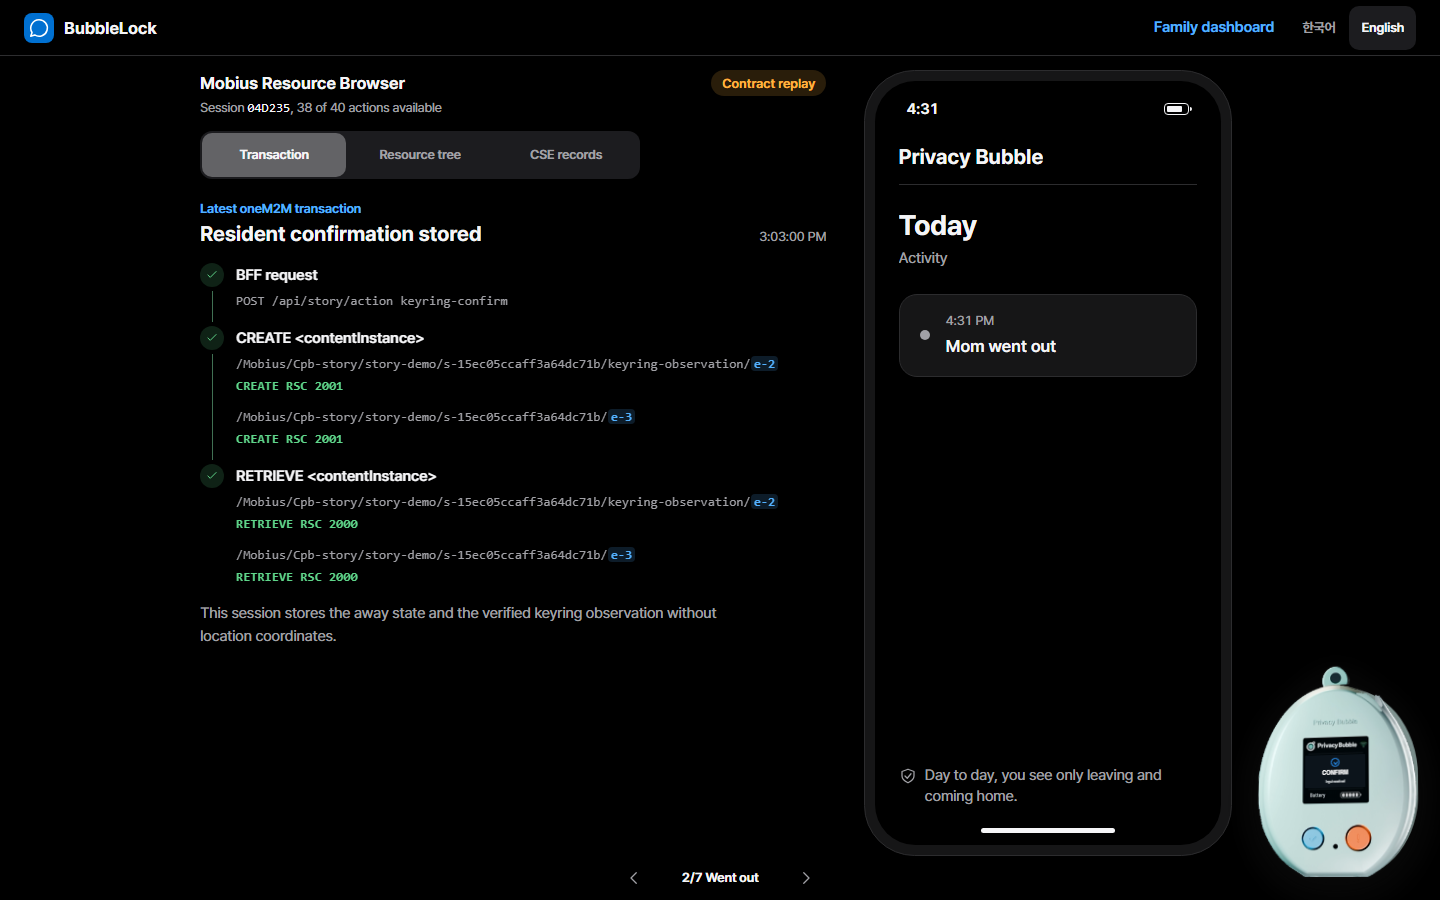 BubbleLock
Family dashboard
한국어
English
Mobius Resource Browser
Contract replay
Session 04D235, 38 of 40 actions available
Transaction
Resource tree
CSE records
Latest oneM2M transaction
Resident confirmation stored
3:03:00 PM
BFF request
POST /api/story/action keyring-confirm
CREATE <contentInstance>
/Mobius/Cpb-story/story-demo/s-15ec05ccaff3a64dc71b/keyring-observation/e-2
CREATE RSC 2001
/Mobius/Cpb-story/story-demo/s-15ec05ccaff3a64dc71b/e-3
CREATE RSC 2001
RETRIEVE <contentInstance>
/Mobius/Cpb-story/story-demo/s-15ec05ccaff3a64dc71b/keyring-observation/e-2
RETRIEVE RSC 2000
/Mobius/Cpb-story/story-demo/s-15ec05ccaff3a64dc71b/e-3
RETRIEVE RSC 2000
This session stores the away state and the verified keyring observation without
location coordinates.
4:31
Privacy Bubble
Today
Activity
4:31 PM
Mom went out
Day to day, you see only leaving and
coming home.
Privacy Bubble
Privacy Bubble
CONFIRM
Battery
2/7 Went out